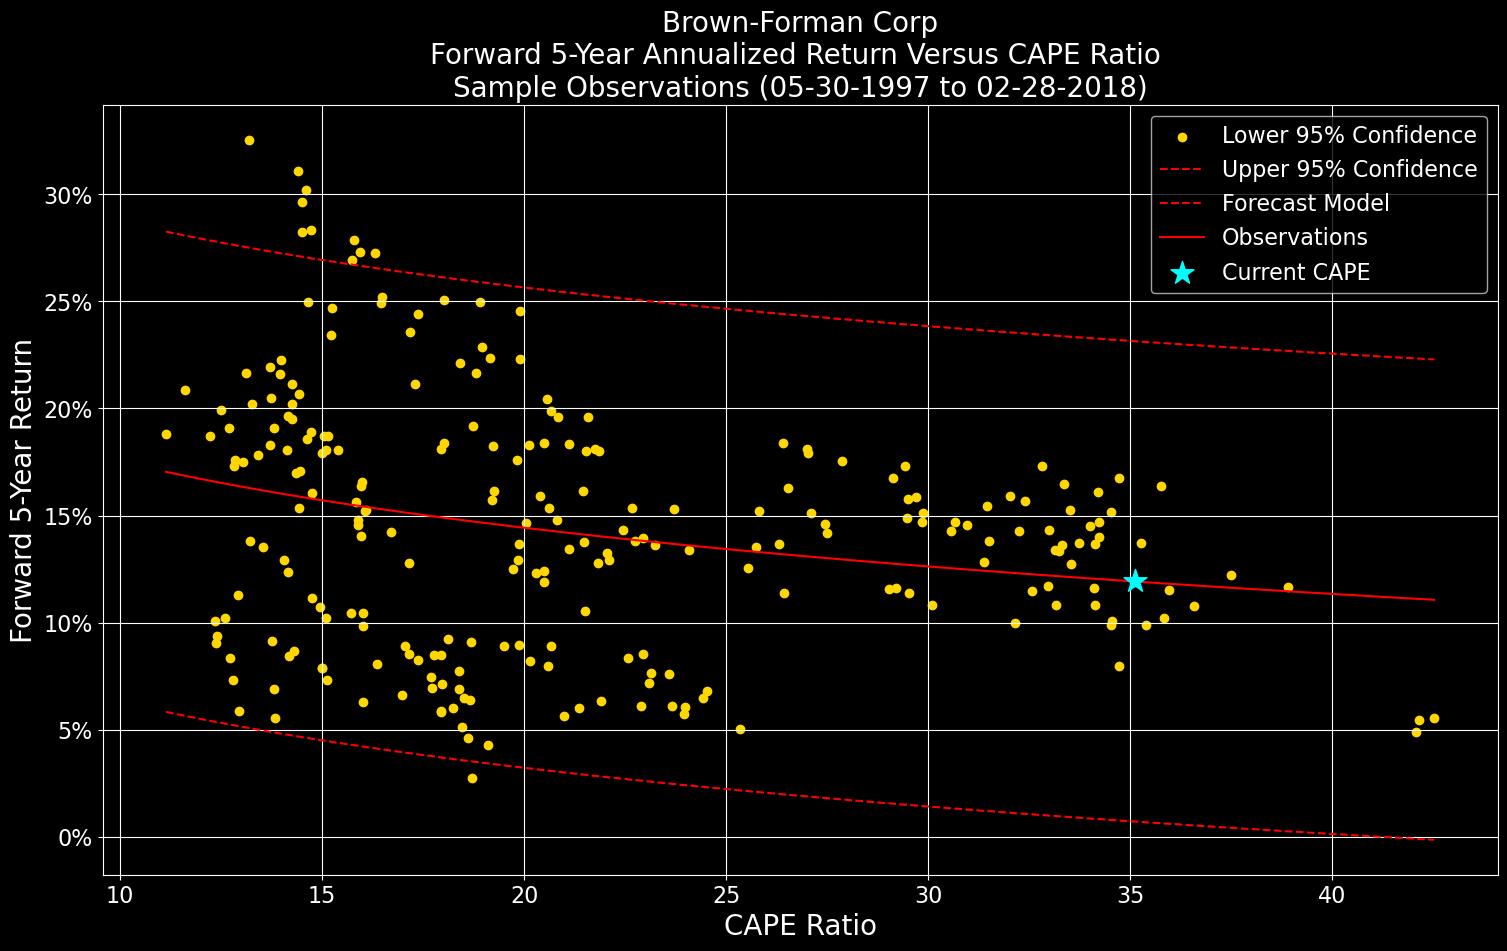 Brown-Forman Corp
Forward 5-Year Annualized Return Versus CAPE Ratio
Sample Observations (05-30-1997 to 02-28-2018)
Lower 95% Confidence
Upper 95% Confidence
Forecast Model
Observations
Current CAPE
Forward 5-Year Return
30%
25%
20%
15%
10%
5%
0%
10 15 20 25 30 35 40
CAPE Ratio